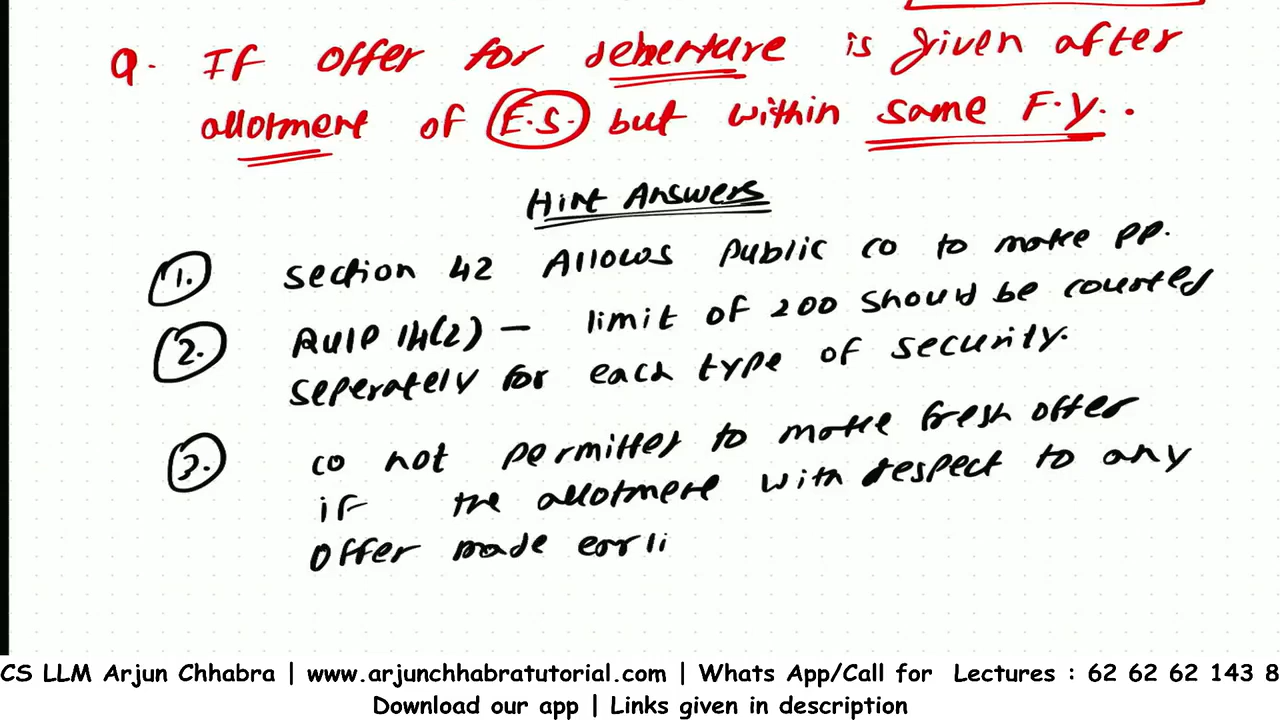 Q. If offer for debenture is given after
allotment of E.S. but within same F.Y..
Hint Answers
1. Section 42 Allows public co to make PP.
2. Rule 14(2) – limit of 200 should be counted
seperately for each type of security.
3. co not permitted to make fresh offer
if the allotment with respect to any
offer made earli
CS LLM Arjun Chhabra | www.arjunchhabratutorial.com | Whats App/Call for Lectures : 62 62 62 143 8
Download our app | Links given in description